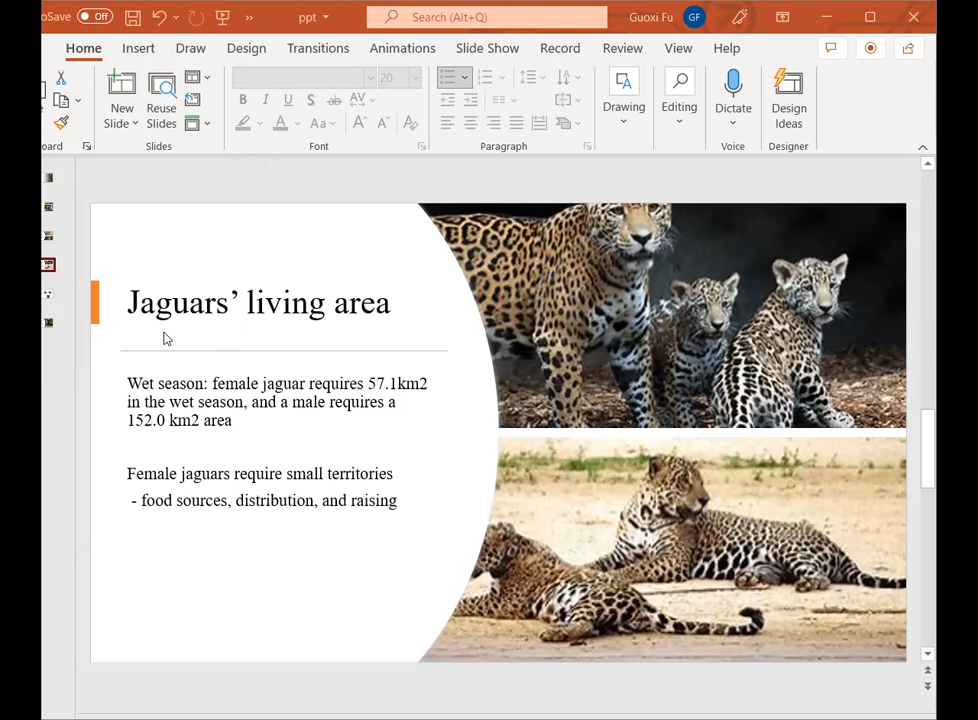 oSave Off ppt Search (Alt+Q) Guoxi Fu GF
Home Insert Draw Design Transitions Animations Slide Show Record Review View Help
New Slide
Reuse Slides
20
B I U S ab AV
A Aa A A A
Drawing
Editing
Dictate
Design Ideas
oard Slides Font Paragraph Voice Designer
Jaguars’ living area
Wet season: female jaguar requires 57.1km2
in the wet season, and a male requires a
152.0 km2 area
Female jaguars require small territories
- food sources, distribution, and raising